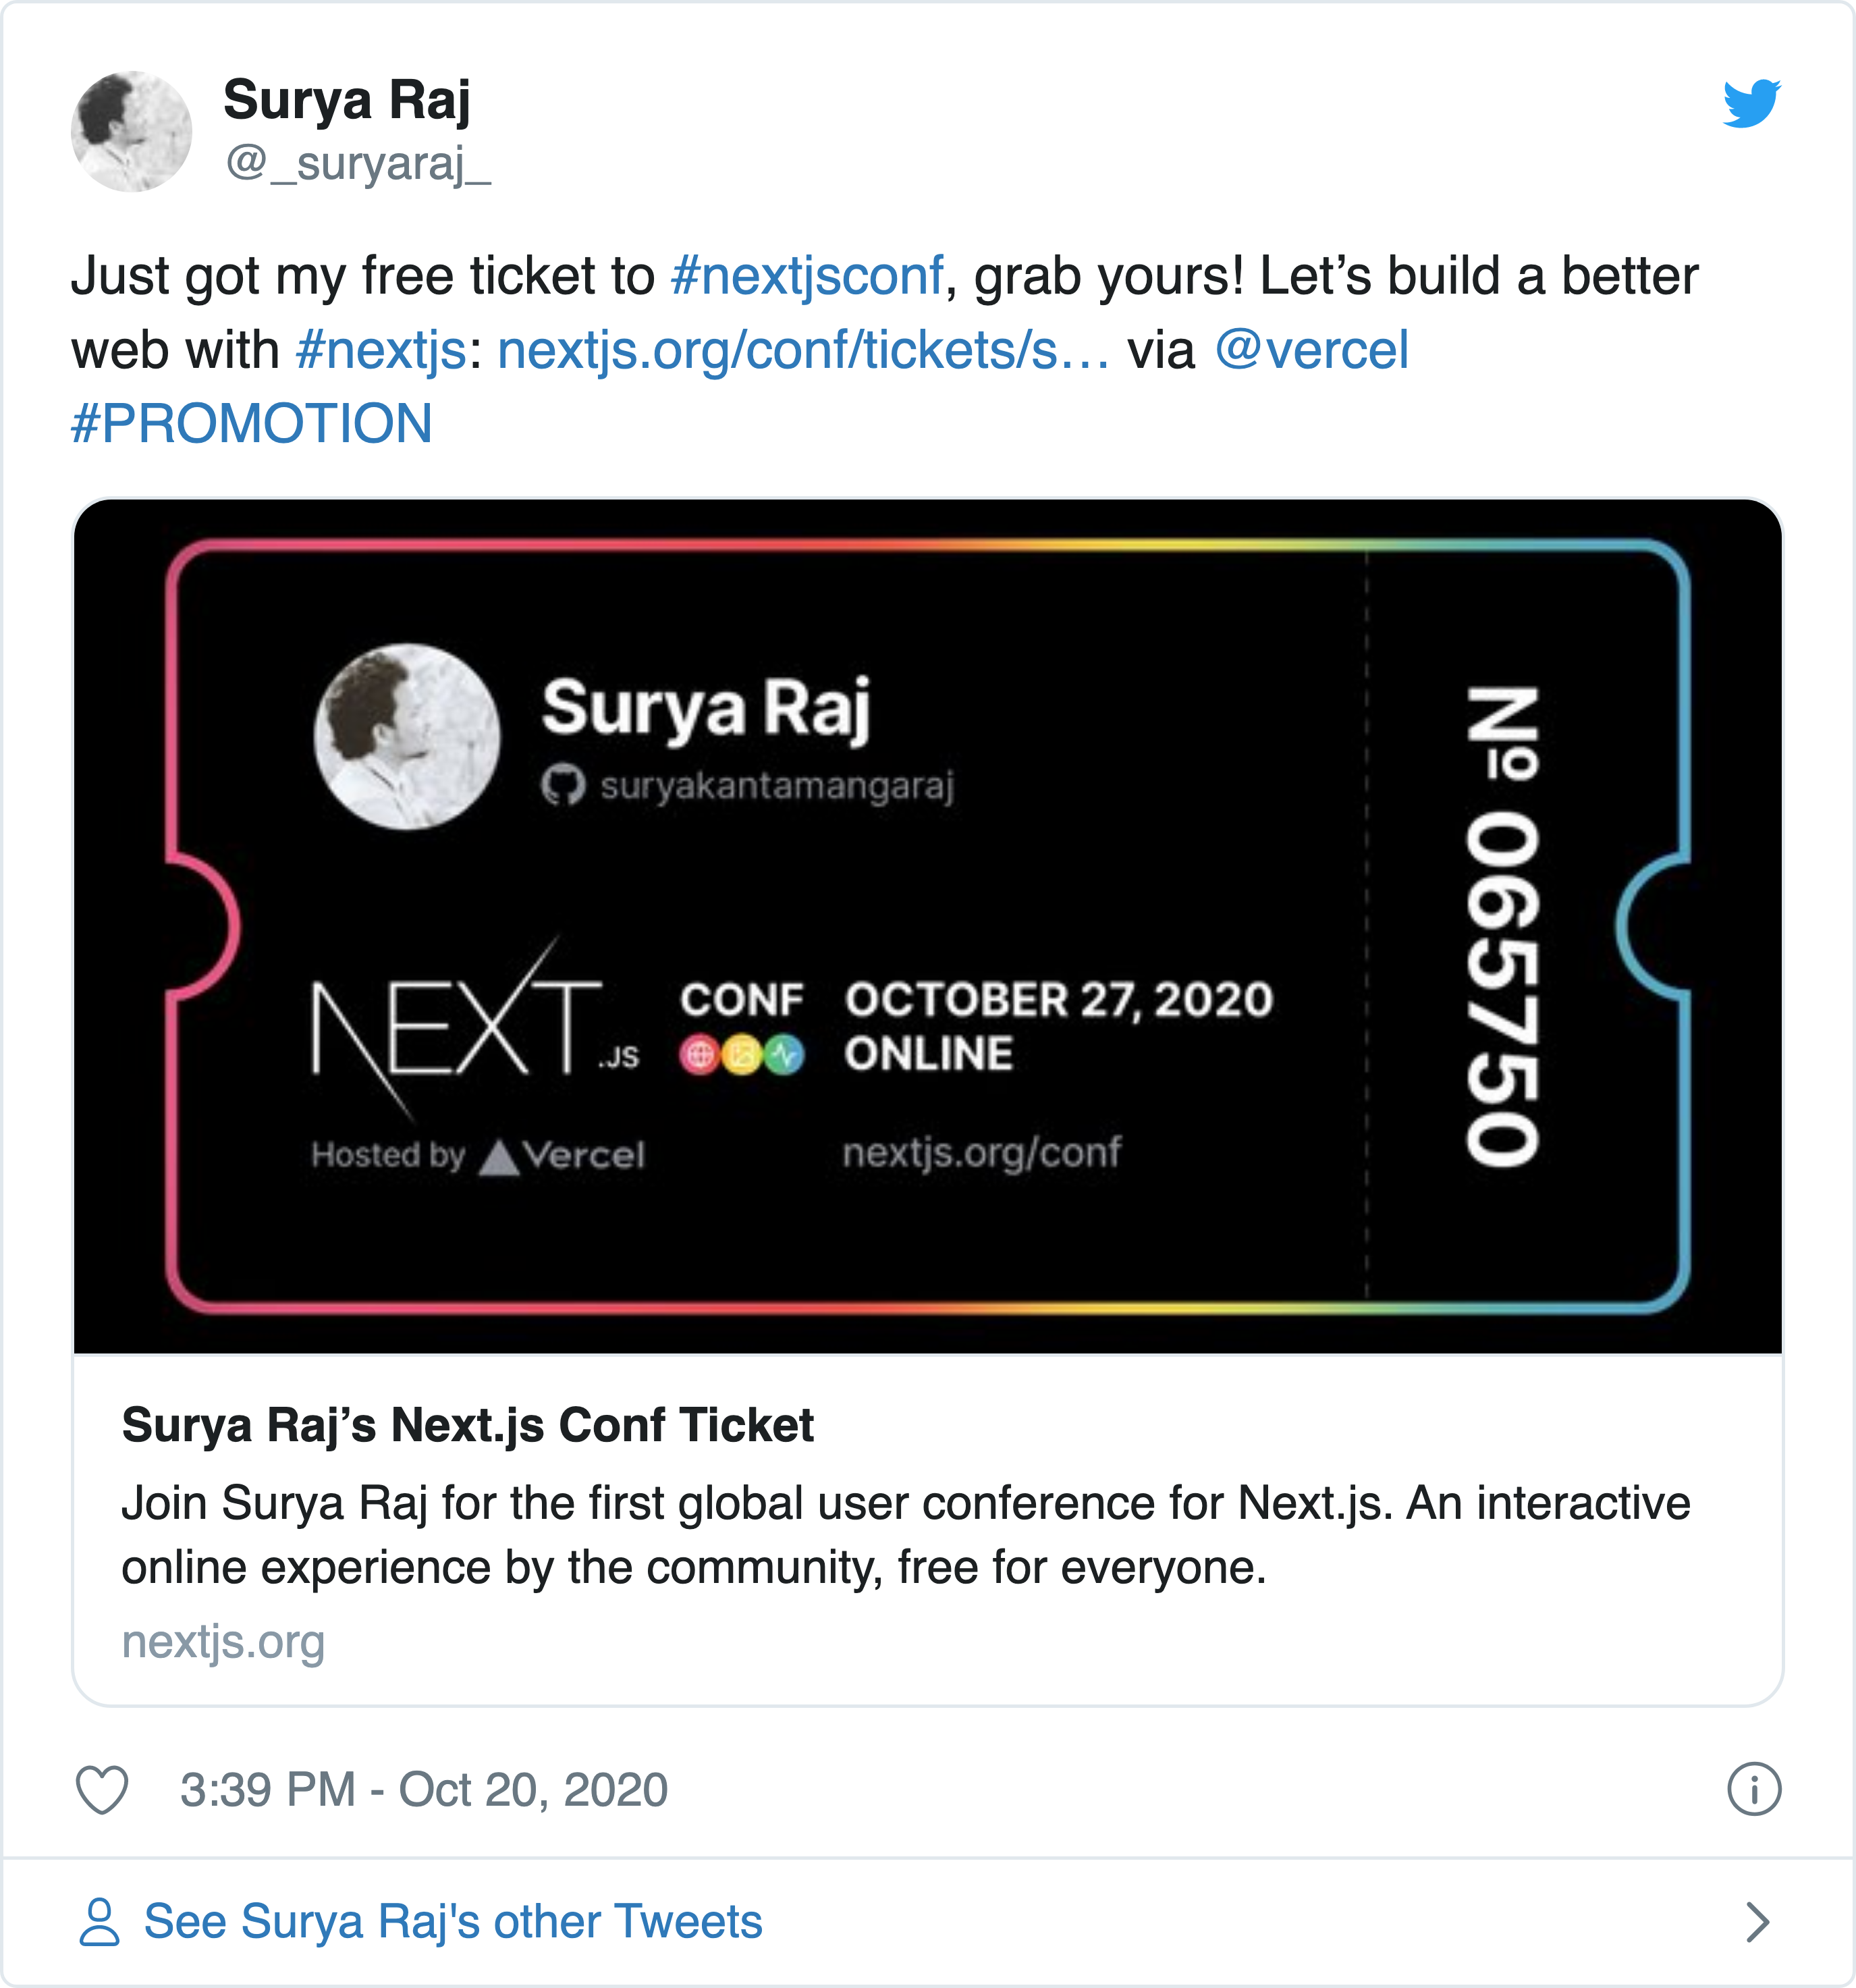 Surya Raj
@_suryaraj_
Just got my free ticket to #nextjsconf, grab yours! Let’s build a better
web with #nextjs: nextjs.org/conf/tickets/s… via @vercel
#PROMOTION
Surya Raj
suryakantamangaraj
NEXT.JS
CONF
OCTOBER 27, 2020
ONLINE
Hosted by Vercel
nextjs.org/conf
Nº 065750
Surya Raj’s Next.js Conf Ticket
Join Surya Raj for the first global user conference for Next.js. An interactive
online experience by the community, free for everyone.
nextjs.org
3:39 PM - Oct 20, 2020
See Surya Raj's other Tweets